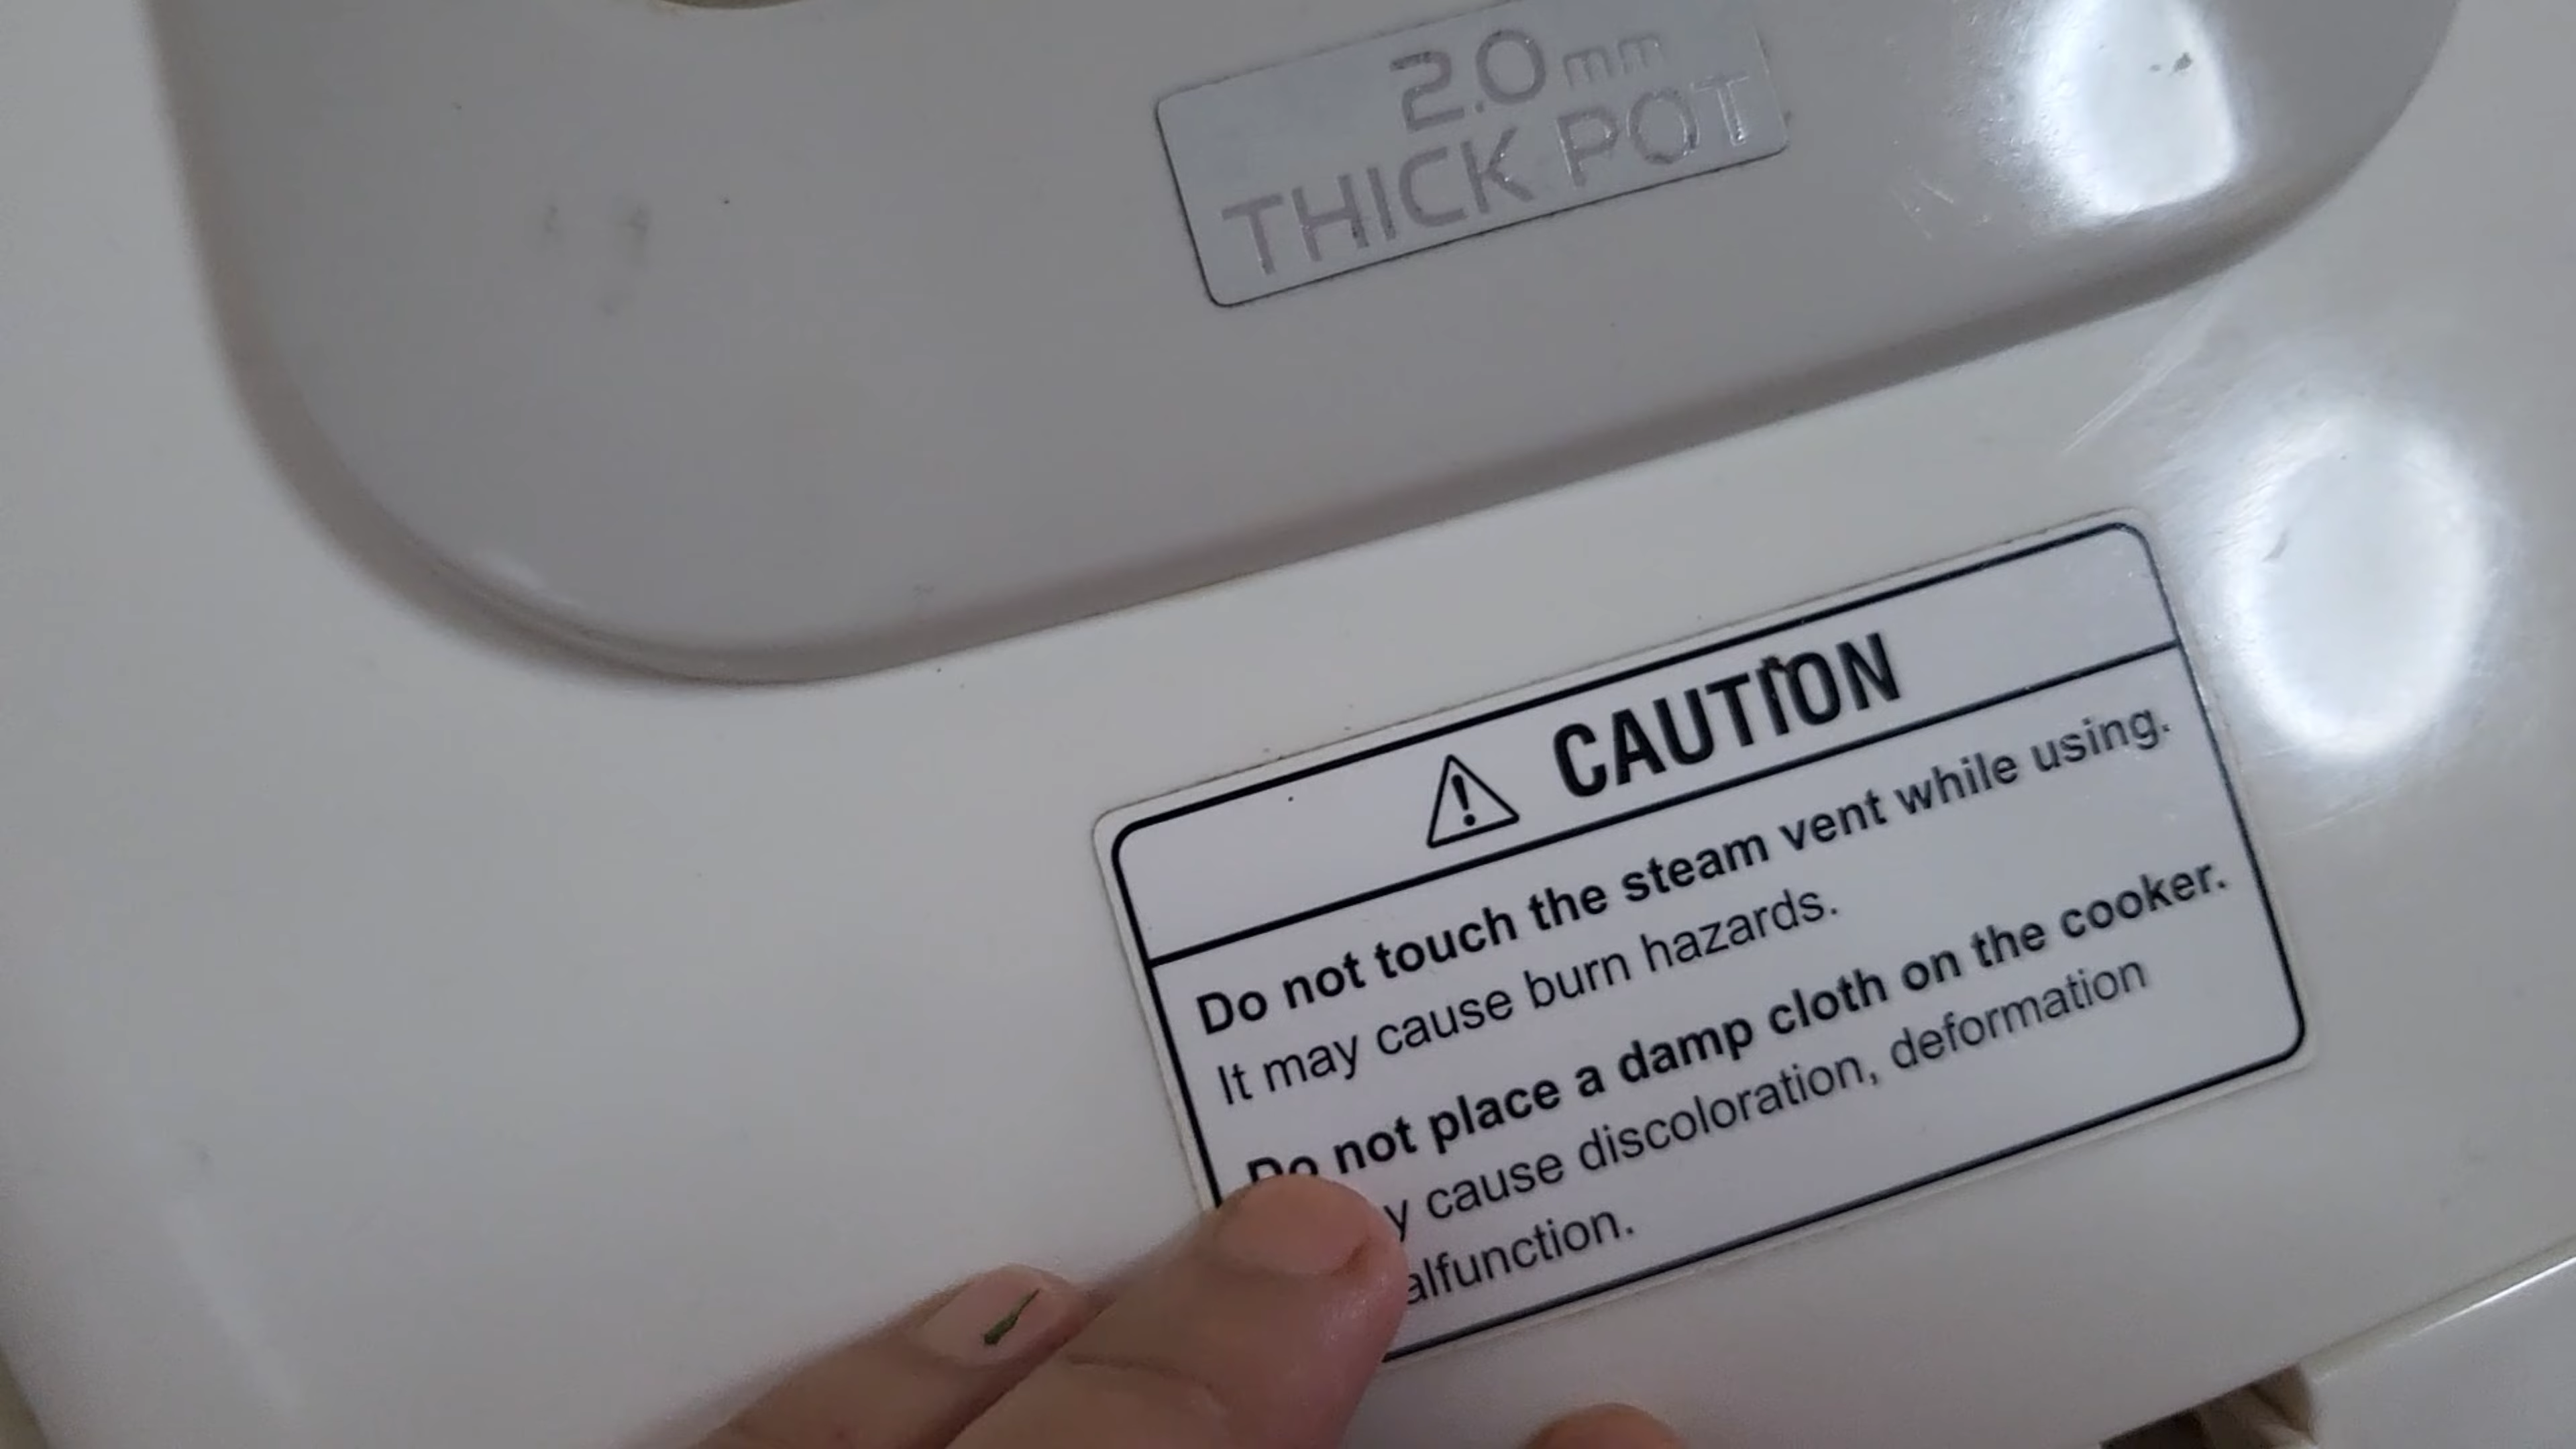 2.0mm
THICK POT
CAUTION
Do not touch the steam vent while using.
It may cause burn hazards.
Do not place a damp cloth on the cooker.
y cause discoloration, deformation
alfunction.